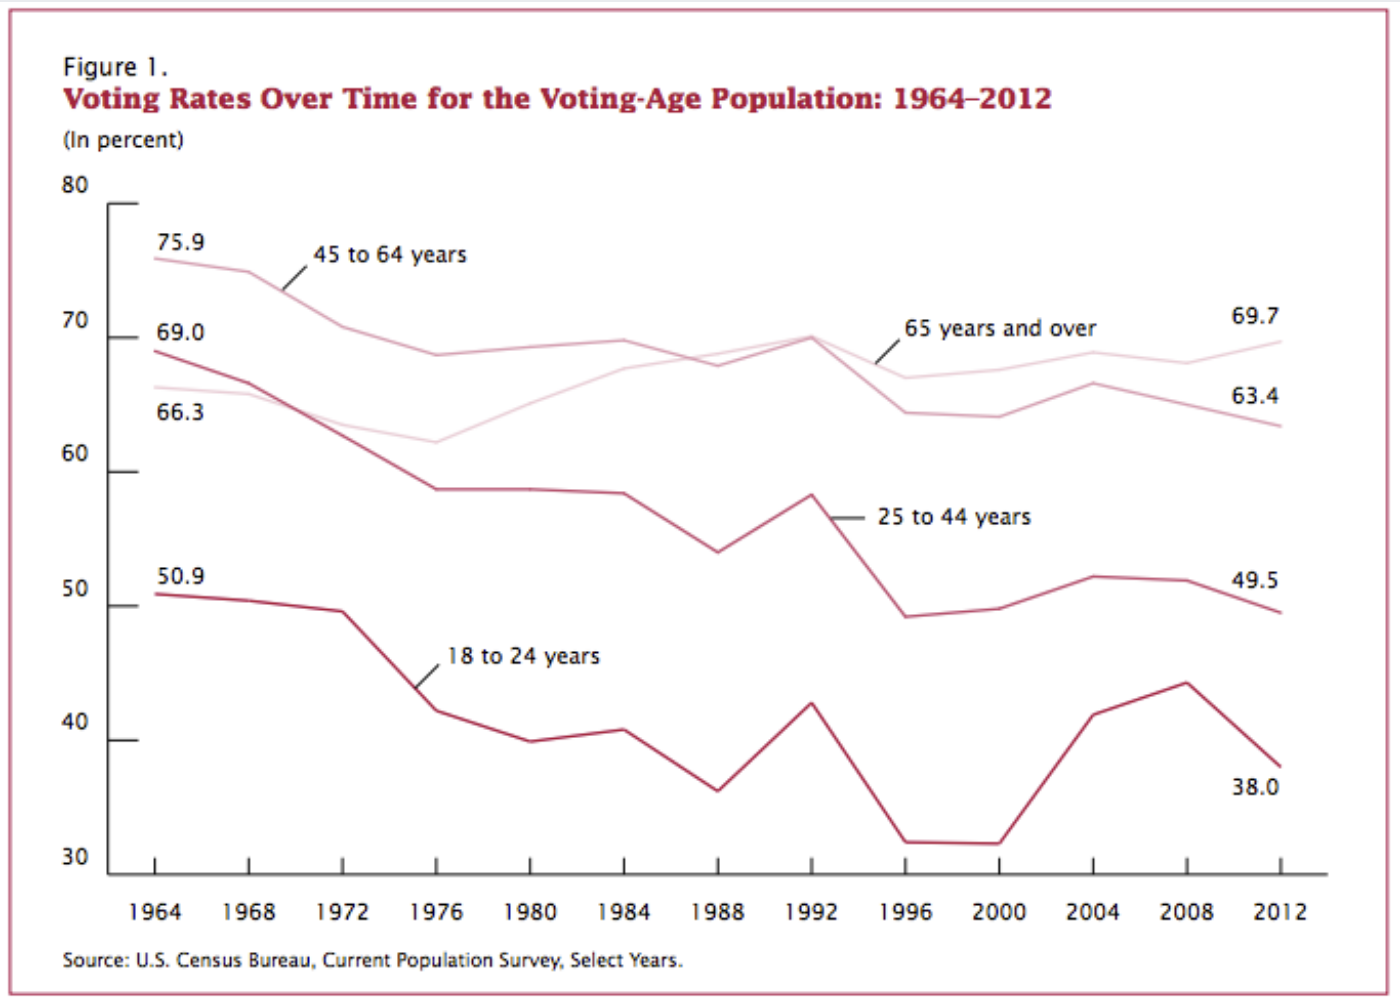 Figure 1.
Voting Rates Over Time for the Voting-Age Population: 1964–2012
(In percent)
80
75.9
45 to 64 years
70
69.0
65 years and over
69.7
66.3
63.4
60
25 to 44 years
50
50.9
49.5
18 to 24 years
40
38.0
30
1964 1968 1972 1976 1980 1984 1988 1992 1996 2000 2004 2008 2012
Source: U.S. Census Bureau, Current Population Survey, Select Years.